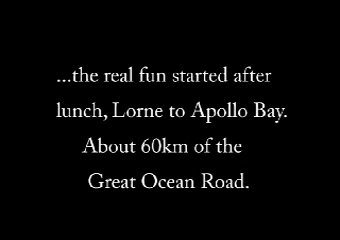 ...the real fun started after
lunch, Lorne to Apollo Bay.
About 60km of the
Great Ocean Road.